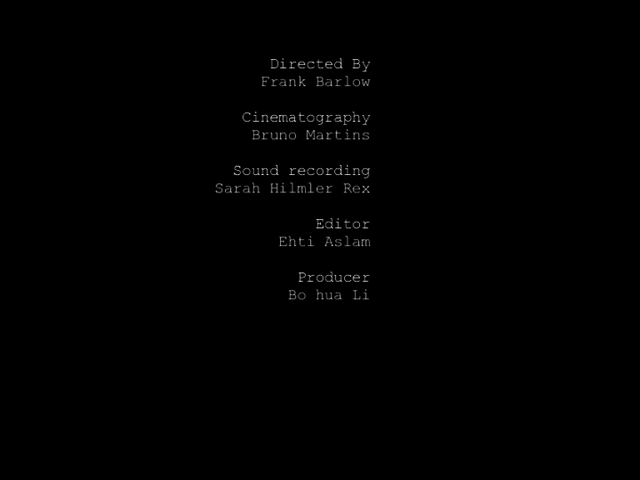 Directed By
Frank Barlow
Cinematography
Bruno Martins
Sound recording
Sarah Hilmler Rex
Editor
Ehti Aslam
Producer
Bo hua Li